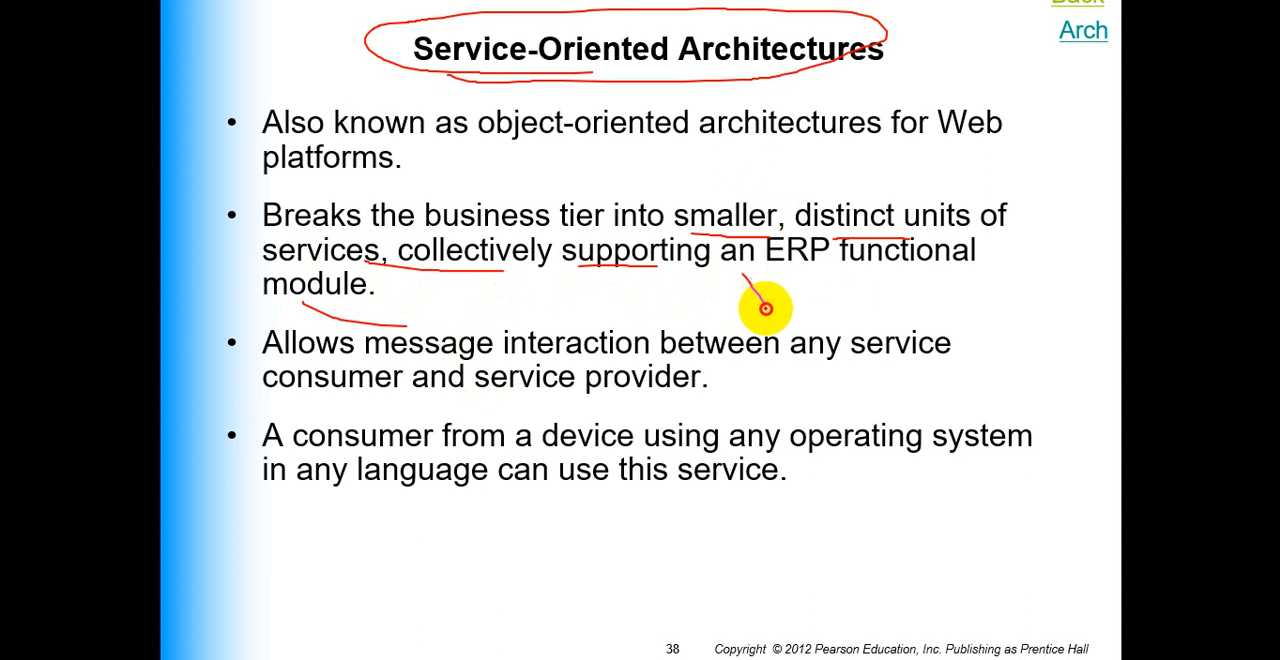 Service-Oriented Architectures
Arch
• Also known as object-oriented architectures for Web
platforms.
• Breaks the business tier into smaller, distinct units of
services, collectively supporting an ERP functional
module.
• Allows message interaction between any service
consumer and service provider.
• A consumer from a device using any operating system
in any language can use this service.
38 Copyright © 2012 Pearson Education, Inc. Publishing as Prentice Hall